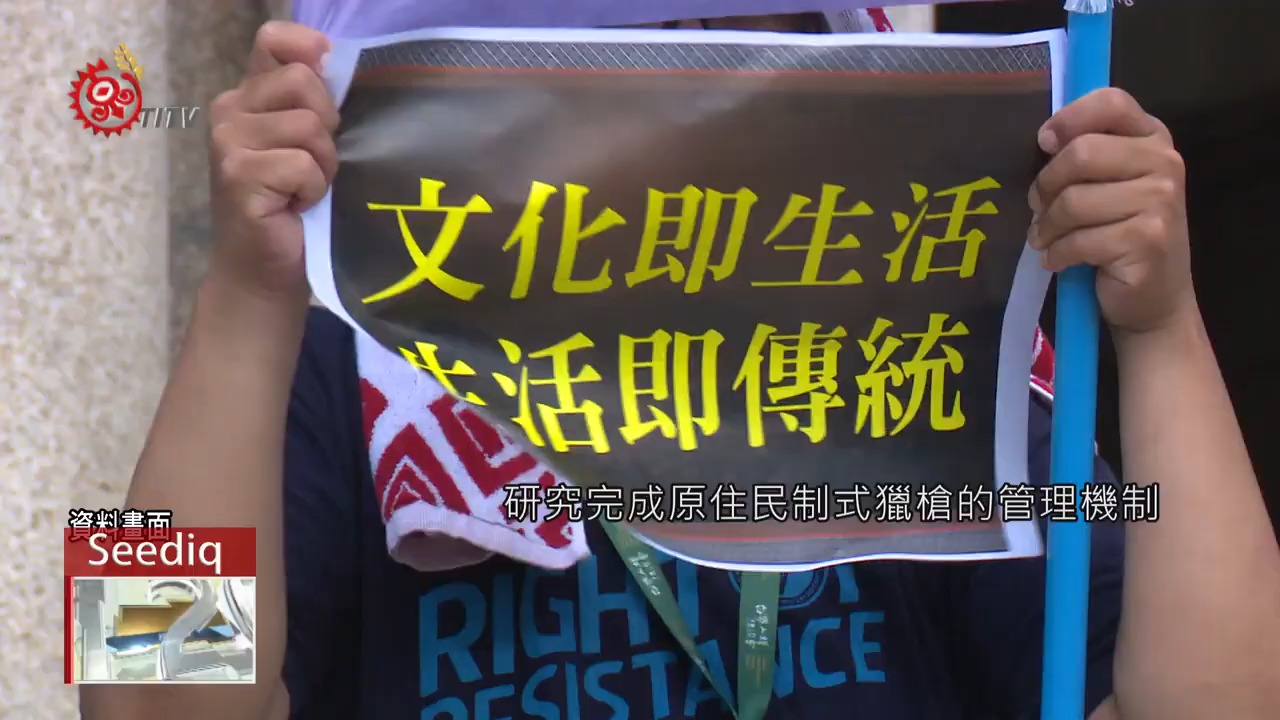 TITV
文化即生活
生活即傳統
研究完成原住民制式獵槍的管理機制
資料畫面
Seediq
RIGHT
RESISTANCE